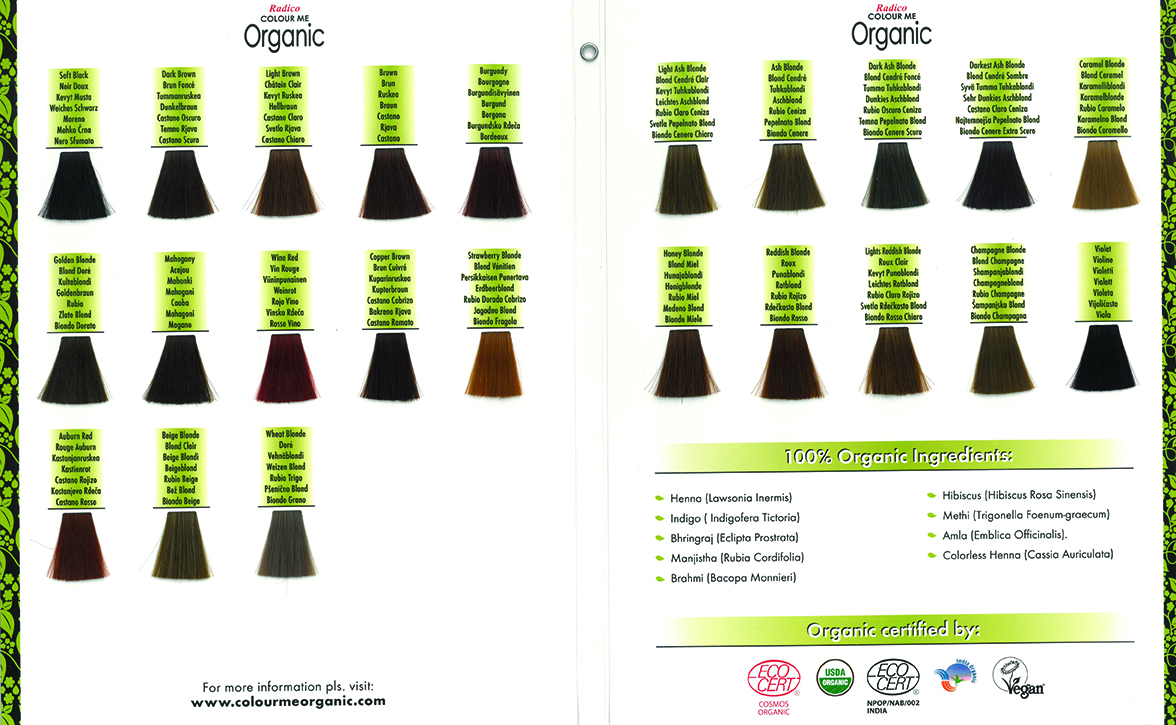 Radico
COLOUR ME
Organic
Soft Black
Noir Doux
Kevyt Musta
Weiches Schwarz
Moreno
Mehko Črna
Nero Sfumato
Dark Brown
Brun Foncé
Tummanruskea
Dunkelbraun
Castano Oscuro
Temno Rjava
Castano Scuro
Light Brown
Châtain Clair
Kevyt Ruskea
Hellbraun
Castano Claro
Svetlo Rjava
Castano Chiaro
Brown
Brun
Ruskea
Braun
Castano
Rjava
Castano
Burgundy
Bourgogne
Burgundisävyinen
Burgund
Borgona
Burgundsko Rdeča
Bordeaux
Golden Blonde
Blond Doré
Kultablondi
Goldenbraun
Rubio
Zlato Blond
Biondo Dorato
Mahogany
Acajou
Mahonki
Mahogani
Caoba
Mahagoni
Mogano
Wine Red
Vin Rouge
Viininpunainen
Weinrot
Rojo Vino
Vinsko Rdeča
Rosso Vino
Copper Brown
Brun Cuivré
Kuparinruskea
Kupterbraun
Castano Cobrizo
Bakreno Rjava
Castano Ramato
Strawberry Blonde
Blond Vénitien
Persikkaisen Punertava
Erdbeerblond
Rubio Dorado Cobrizo
Jagodno Blond
Biondo Fragola
Auburn Red
Rouge Auburn
Kastanjanruskea
Kastienrot
Castano Rojizo
Kostanjevo Rdeča
Castano Rosso
Beige Blonde
Blond Clair
Beige Blondi
Beigeblond
Rubio Beige
Bež Blond
Biondo Beige
Wheat Blonde
Doré
Vehnöblondi
Weizen Blond
Rubio Trigo
Pšenično Blond
Biondo Grano
For more information pls. visit:
www.colourmeorganic.com
Radico
COLOUR ME
Organic
Light Ash Blonde
Blond Cendré Clair
Kevyt Tuhkablondi
Leichtes Aschblond
Rubio Claro Ceniza
Svetlo Pepelnato Blond
Biondo Cenere Chiaro
Ash Blonde
Blond Cendré
Tuhkablondi
Aschblond
Rubio Ceniza
Pepelnato Blond
Biondo Cenere
Dark Ash Blonde
Blond Cendré Foncé
Tumma Tuhkablondi
Dunkles Aschblond
Rubio Oscuro Ceniza
Temna Pepelnato Blond
Biondo Cenere Scuro
Darkest Ash Blonde
Blond Cendré Sombre
Syvä Tumma Tuhkablondi
Sehr Dunkles Aschblond
Castano Claro Ceniza
Najtemnejša Pepelnato Blond
Biondo Cenere Extra Scuro
Caramel Blonde
Blond Caramel
Karamelliblondi
Karamelblonde
Rubio Caramelo
Karamelno Blond
Biondo Caramello
Honey Blonde
Blond Miel
Hunajablondi
Honigblonde
Rubio Miel
Medeno Blond
Biondo Miele
Reddish Blonde
Roux
Punablondi
Rotblond
Rubio Rojizo
Rdečkasto Blond
Biondo Rosso
Lights Reddish Blonde
Roux Clair
Kevyt Punablondi
Leichtes Rotblond
Rubio Claro Rojizo
Svetla Rdečkasto Blond
Biondo Rosso Chiaro
Champagne Blonde
Blond Champagne
Shampanjablondi
Champagneblond
Rubio Champagne
Šampanjsko Blond
Biondo Champagna
Violet
Violine
Violetti
Violett
Violeta
Vijoličasta
Viola
100% Organic Ingredients:
Henna (Lawsonia Inermis)
Indigo ( Indigofera Tictoria)
Bhringraj (Eclipta Prostrata)
Manjistha (Rubia Cordifolia)
Brahmi (Bacopa Monnieri)
Hibiscus (Hibiscus Rosa Sinensis)
Methi (Trigonella Foenum-graecum)
Amla (Emblica Officinalis).
Colorless Henna (Cassia Auriculata)
Organic certified by:
ECO
CERT
COSMOS
ORGANIC
USDA
ORGANIC
ECO
CERT
NPOP/NAB/002
INDIA
India Organic
Vegan